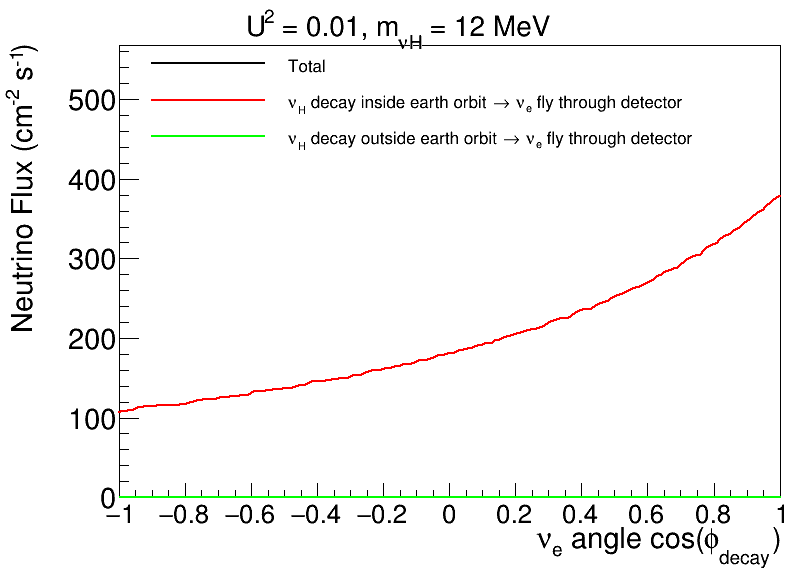 U² = 0.01, m_νH = 12 MeV
Total
ν_H decay inside earth orbit → ν_e fly through detector
ν_H decay outside earth orbit → ν_e fly through detector
Neutrino Flux (cm⁻² s⁻¹)
500
400
300
200
100
0
−1 −0.8 −0.6 −0.4 −0.2 0 0.2 0.4 0.6 0.8 1
ν_e angle cos(ϕ_decay)